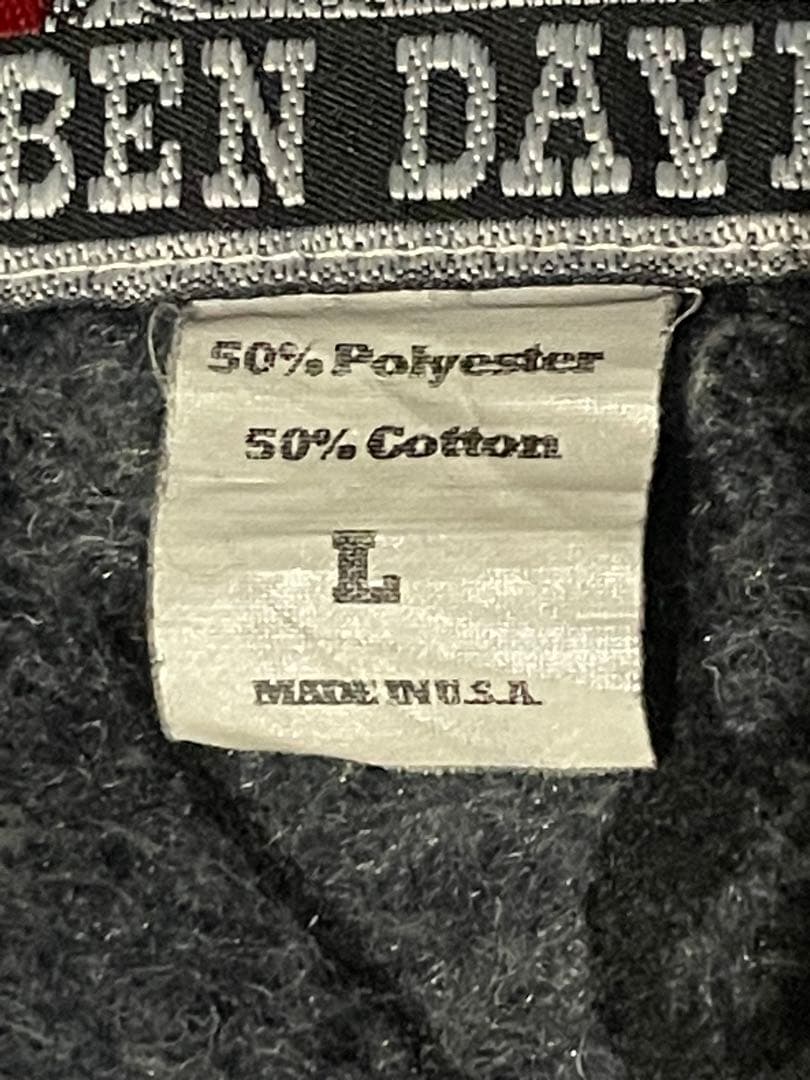 BEN DAVI
50% Polyester
50% Cotton
L
MADE IN U.S.A.